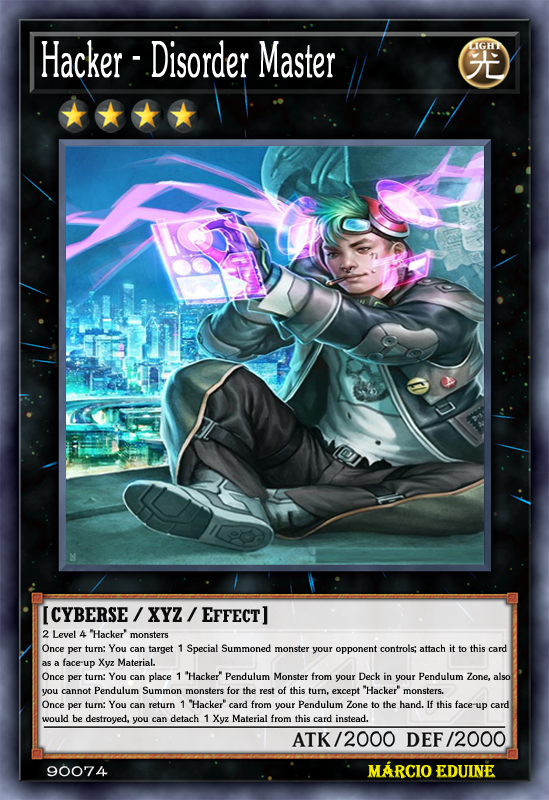 Hacker - Disorder Master
LIGHT
光
[CYBERSE / XYZ / EFFECT]
2 Level 4 "Hacker" monsters
Once per turn: You can target 1 Special Summoned monster your opponent controls; attach it to this card
as a face-up Xyz Material.
Once per turn: You can place 1 "Hacker" Pendulum Monster from your Deck in your Pendulum Zone, also
you cannot Pendulum Summon monsters for the rest of this turn, except "Hacker" monsters.
Once per turn: You can return 1 "Hacker" card from your Pendulum Zone to the hand. If this face-up card
would be destroyed, you can detach 1 Xyz Material from this card instead.
ATK/2000 DEF/2000
90074
MÁRCIO EDUINE